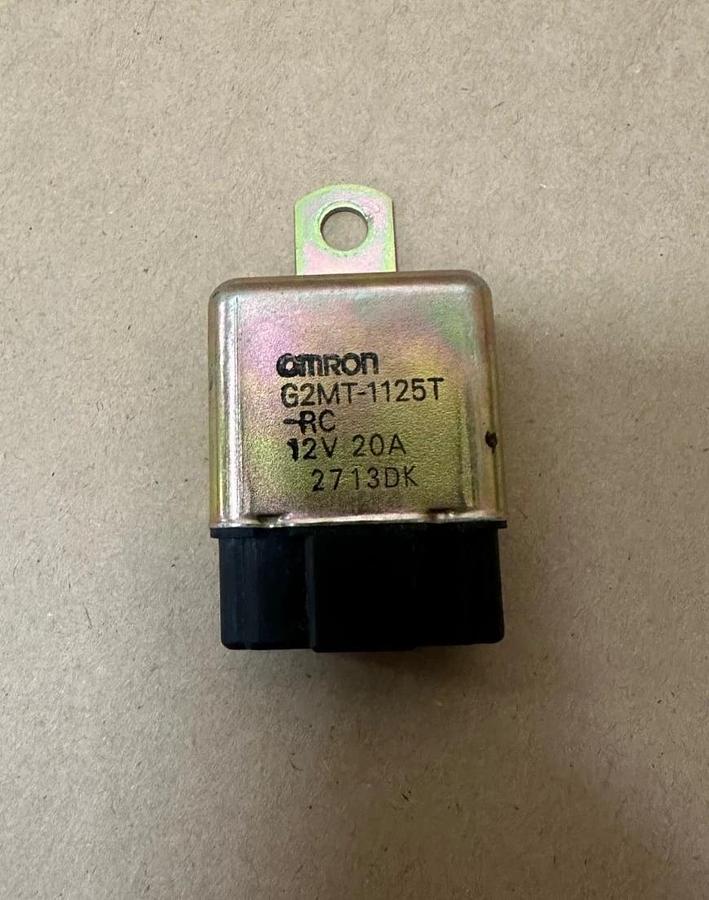 OMRON
G2MT-1125T
-RC
12V 20A
2713DK